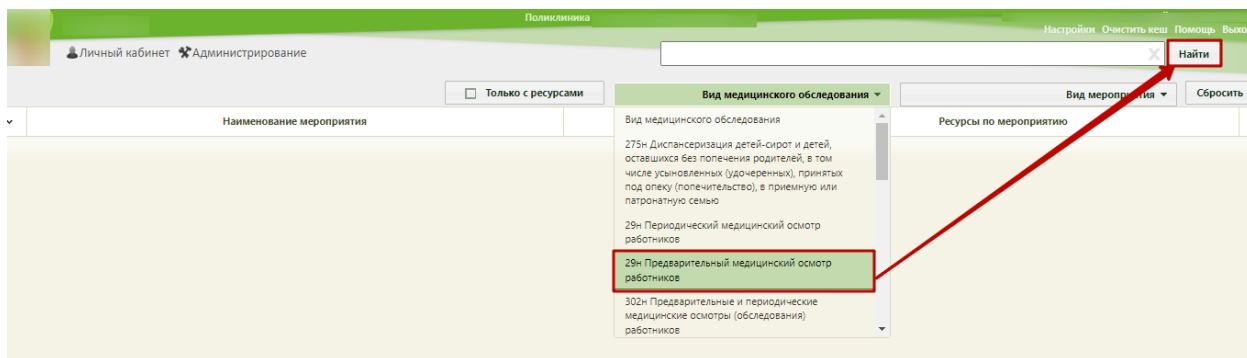 Поликлиника
Настройки Очистить кеш Помощь Выхо
Личный кабинет Администрирование
X Найти
Только с ресурсами Вид медицинского обследования Вид мероприятия Сбросить
Наименование мероприятия Ресурсы по мероприятию
Вид медицинского обследования
275н Диспансеризация детей-сирот и детей,
оставшихся без попечения родителей, в том
числе усыновленных (удочеренных), принятых
под опеку (попечительство), в приемную или
патронатную семью
29н Периодический медицинский осмотр
работников
29н Предварительный медицинский осмотр
работников
302н Предварительные и периодические
медицинские осмотры (обследования)
работников